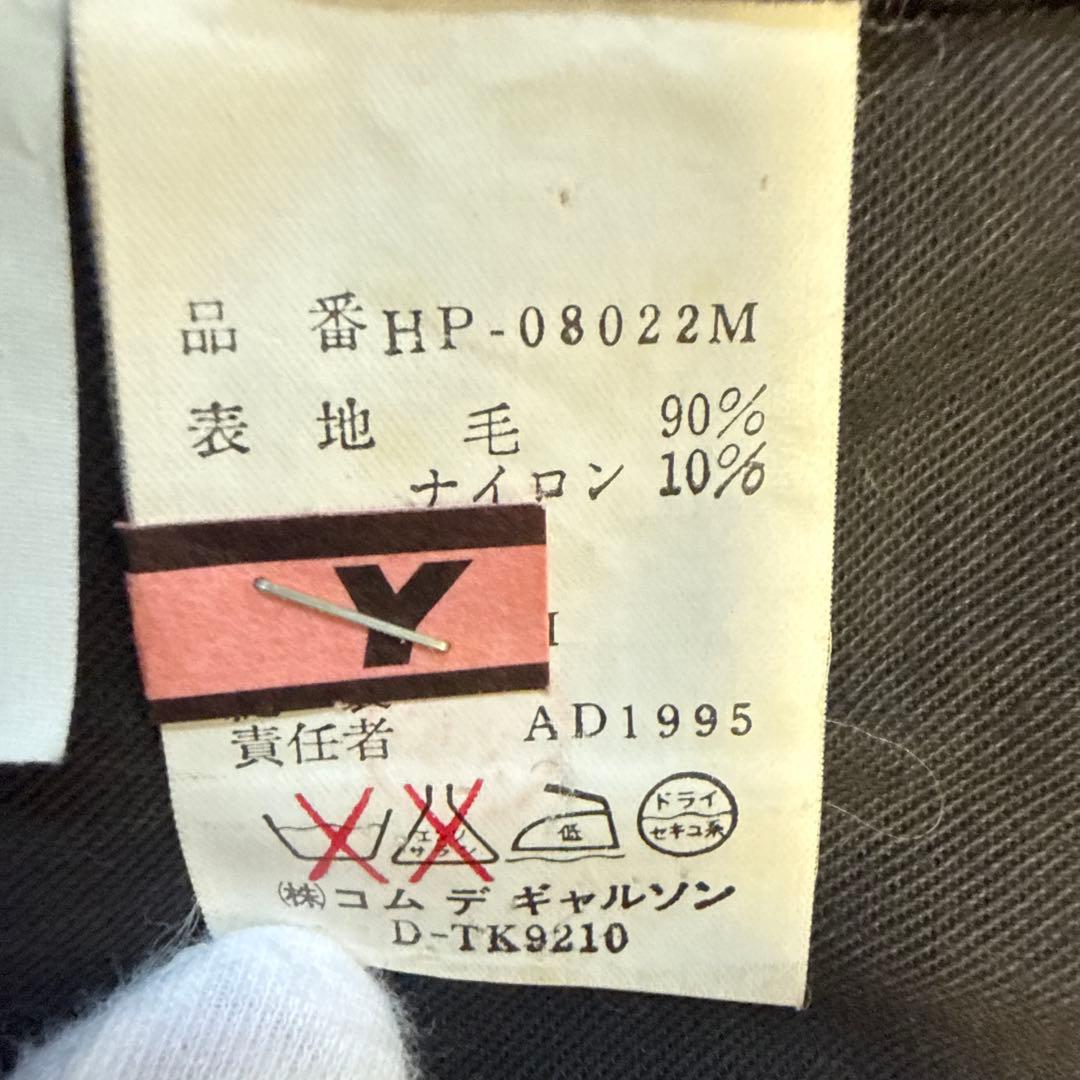 品番 HP-08022M
表地 毛 90%
ナイロン 10%
Y
責任者 AD1995
低 ドライ セキユ系
㈱コム デ ギャルソン
D-TK9210